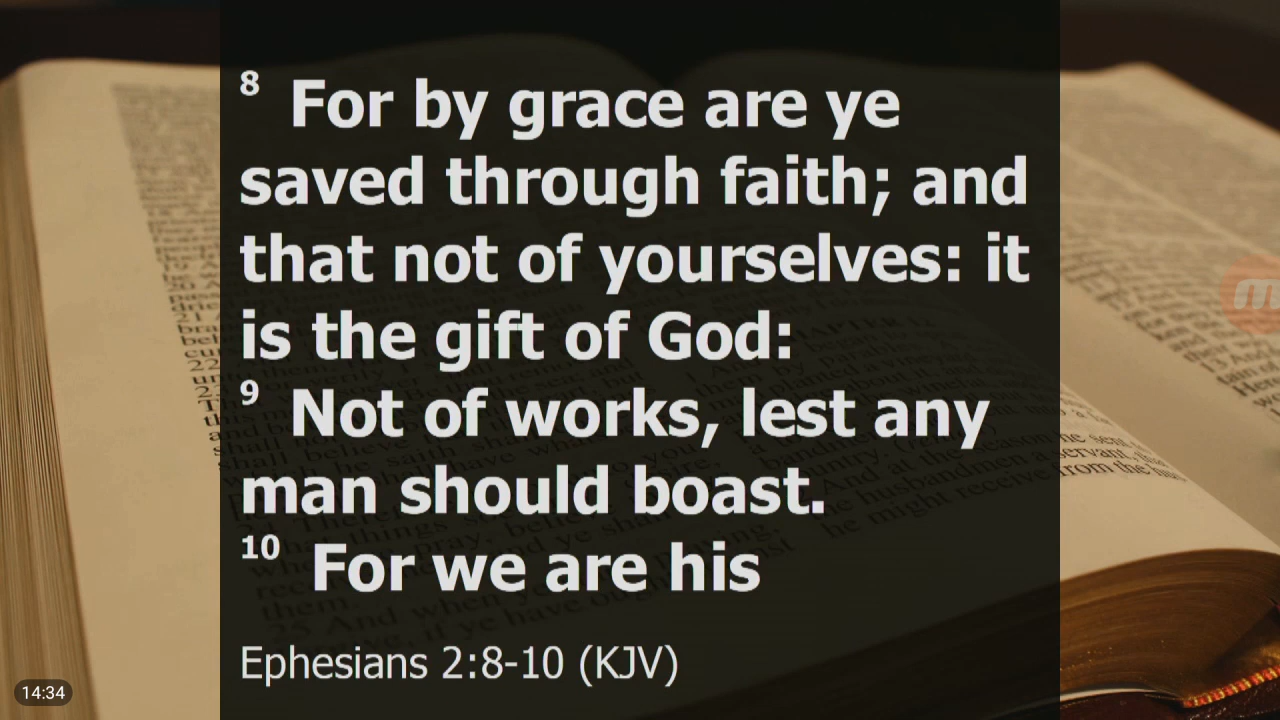 8 For by grace are ye
saved through faith; and
that not of yourselves: it
is the gift of God:
9 Not of works, lest any
man should boast.
10 For we are his
Ephesians 2:8-10 (KJV)
14:34